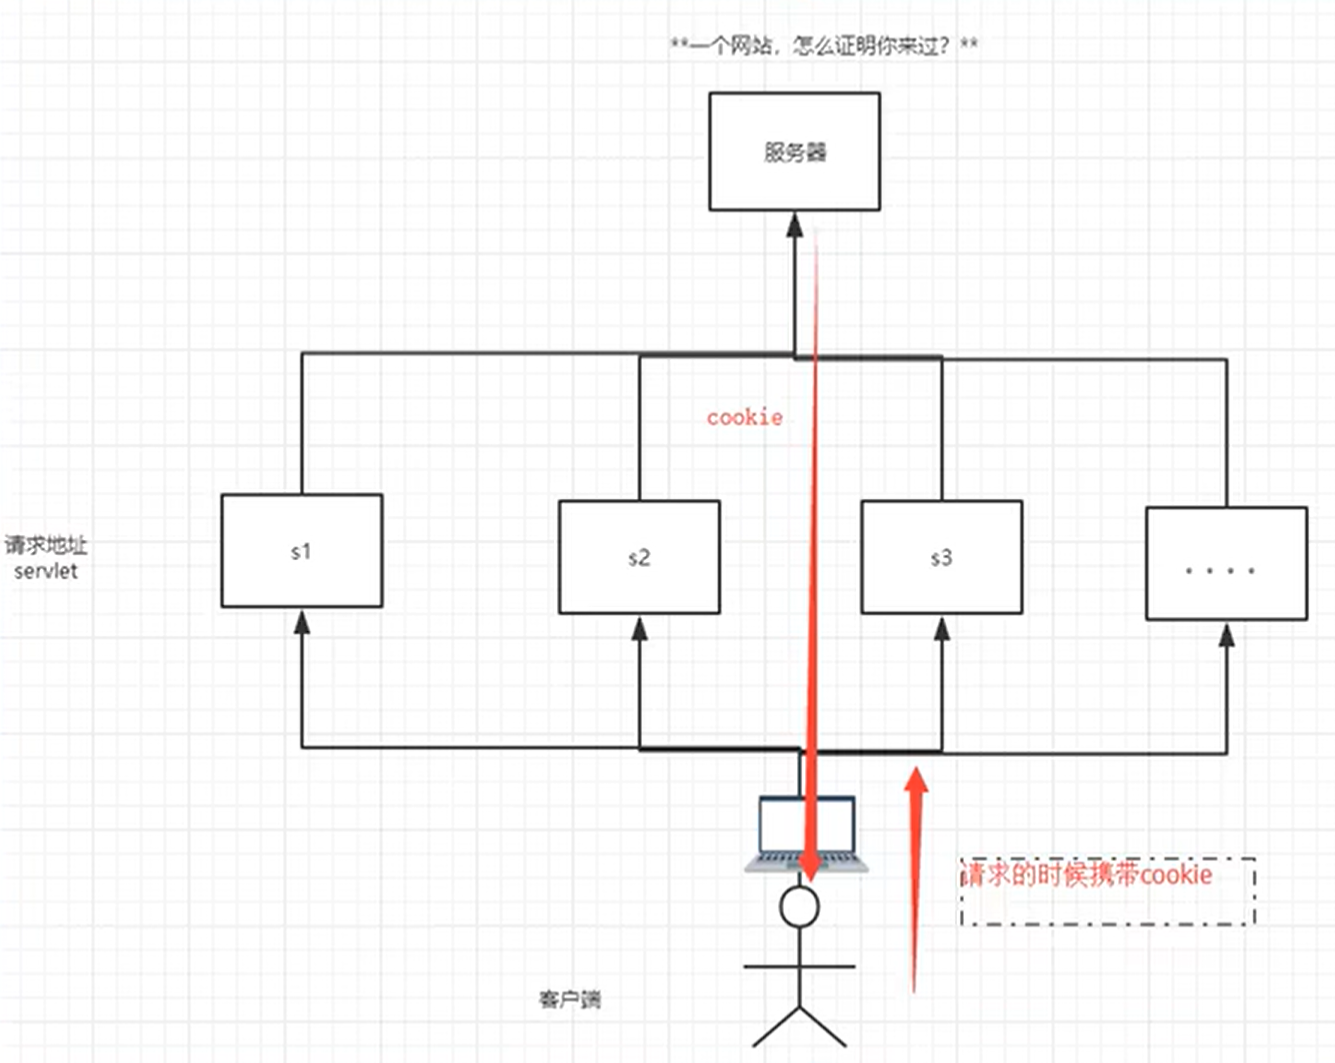 **一个网站，怎么证明你来过？**
服务器
cookie
s1
s2
s3
....
请求地址
servlet
请求的时候携带cookie
客户端